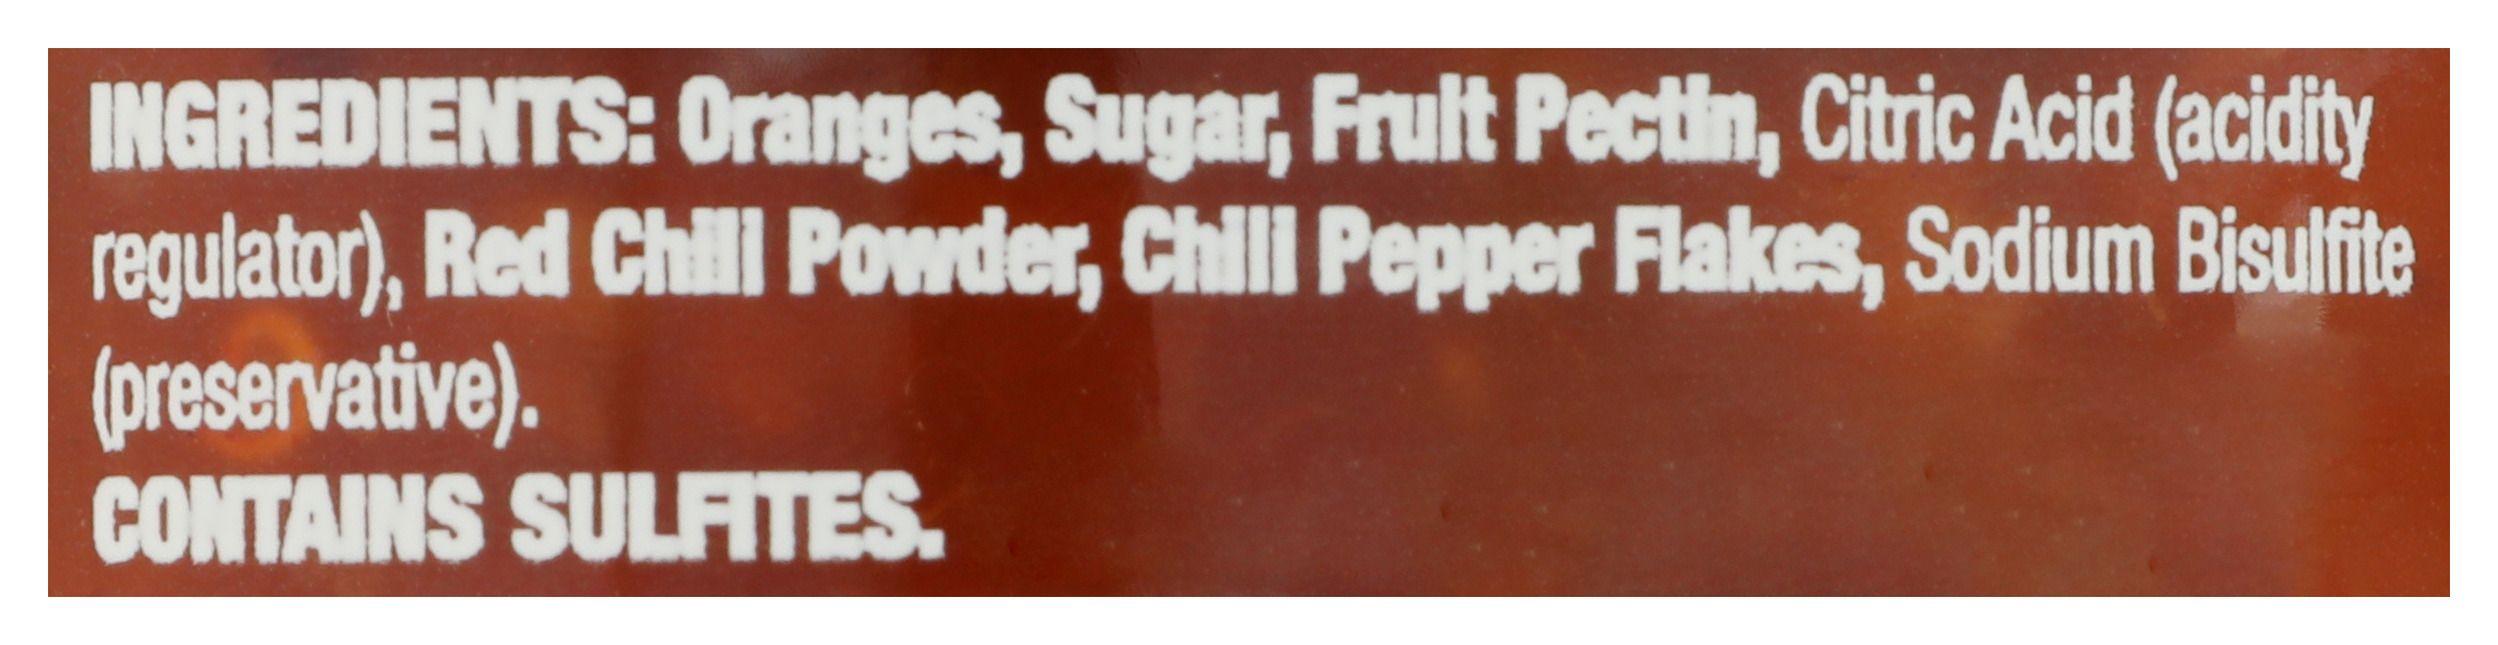 INGREDIENTS: Oranges, Sugar, Fruit Pectin, Citric Acid (acidity
regulator), Red Chili Powder, Chili Pepper Flakes, Sodium Bisulfite
(preservative).
CONTAINS SULFITES.